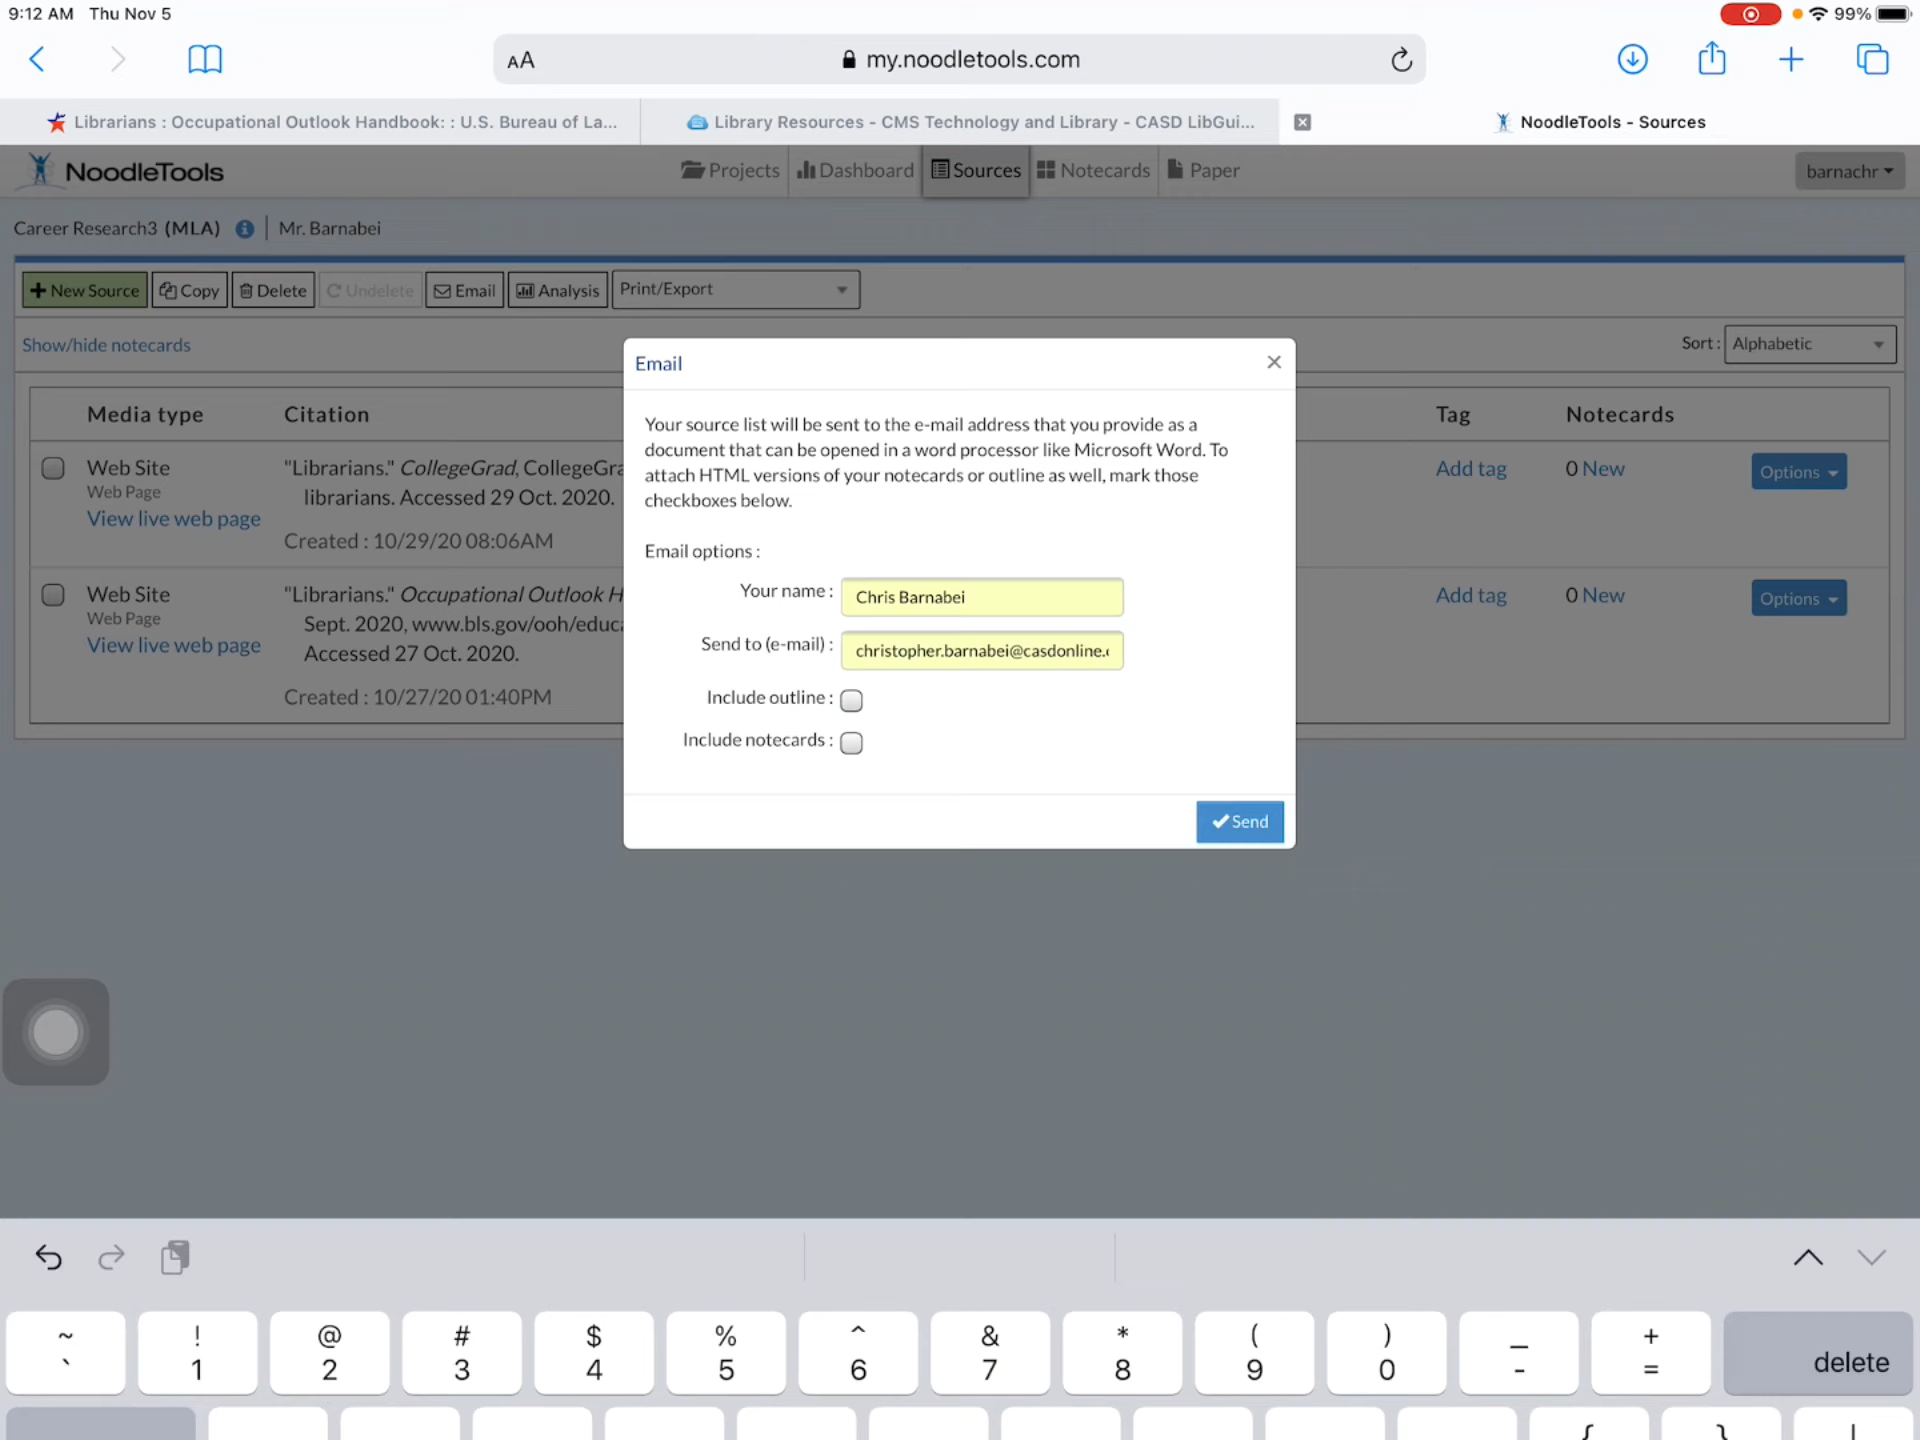 9:12 AM Thu Nov 5
99%
AA my.noodletools.com
Librarians : Occupational Outlook Handbook: : U.S. Bureau of La...
Library Resources - CMS Technology and Library - CASD LibGui...
NoodleTools - Sources
NoodleTools
Projects
Dashboard
Sources
Notecards
Paper
barnachr
Career Research3 (MLA) | Mr. Barnabei
New Source
Copy
Delete
Undelete
Email
Analysis
Print/Export
Show/hide notecards
Sort : Alphabetic
Media type Citation Tag Notecards
Web Site
Web Page
View live web page
"Librarians." CollegeGrad, CollegeGra
librarians. Accessed 29 Oct. 2020.
Created : 10/29/20 08:06AM
Add tag 0 New Options
Web Site
Web Page
View live web page
"Librarians." Occupational Outlook H
Sept. 2020, www.bls.gov/ooh/educa
Accessed 27 Oct. 2020.
Created : 10/27/20 01:40PM
Add tag 0 New Options
Email
Your source list will be sent to the e-mail address that you provide as a
document that can be opened in a word processor like Microsoft Word. To
attach HTML versions of your notecards or outline as well, mark those
checkboxes below.
Email options :
Your name : Chris Barnabei
Send to (e-mail) : christopher.barnabei@casdonline.
Include outline :
Include notecards :
Send
~ ! @ # $ % ^ & * ( ) _ +
` 1 2 3 4 5 6 7 8 9 0 - = delete
{ } |